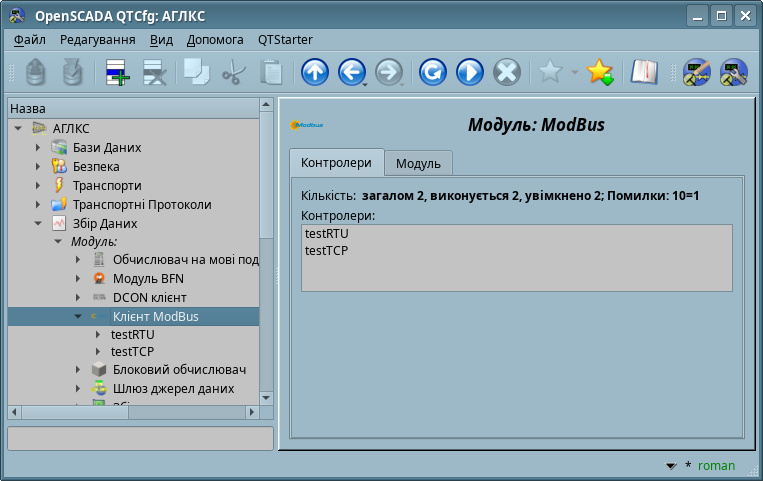 OpenSCADA QTCfg: АГЛКС
Файл Редагування Вид Допомога QTStarter
Назва
АГЛКС
Бази Даних
Безпека
Транспорти
Транспортні Протоколи
Збір Даних
Модуль:
Обчислювач на мові под
Модуль BFN
DCON клієнт
Клієнт ModBus
testRTU
testTCP
Блоковий обчислювач
Шлюз джерел даних
ModBus
Модуль: ModBus
Контролери Модуль
Кількість: загалом 2, виконується 2, увімкнено 2; Помилки: 10=1
Контролери:
testRTU
testTCP
* roman